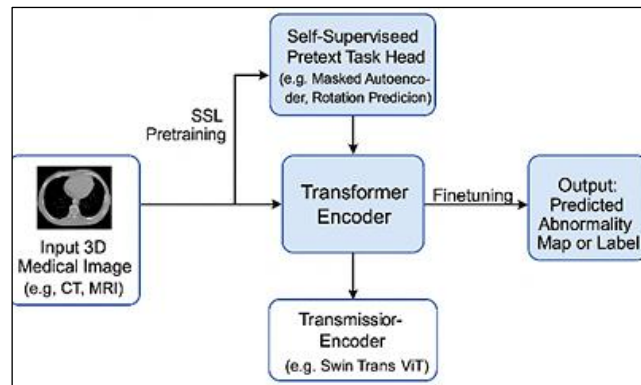 Self-Superviseed
Pretext Task Head
(e.g. Masked Autoenco-
der, Rotation Predicion)
SSL
Pretraining
Input 3D
Medical Image
(e.g, CT, MRI)
Transformer
Encoder
Finetuning
Output:
Predicted
Abnormality
Map or Label
Transmissior-
Encoder
(e.g. Swin Trans ViT)